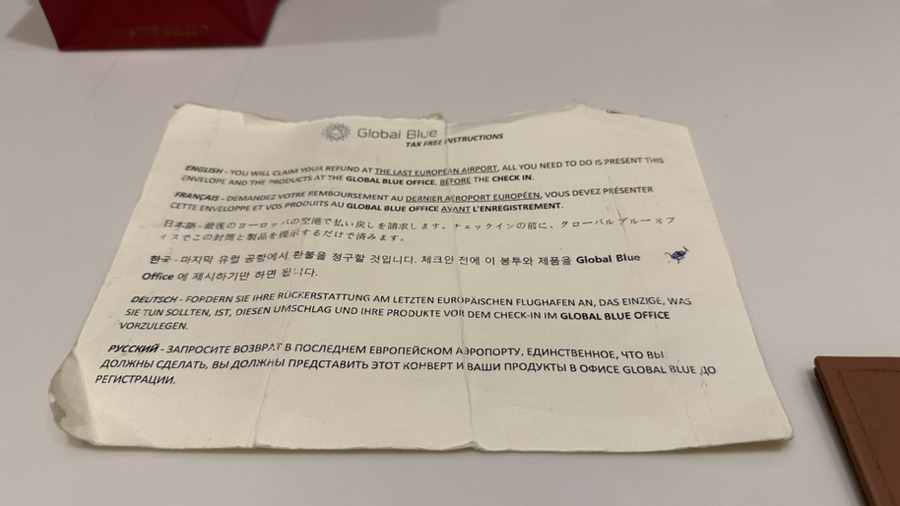 Global Blue
TAX FREE INSTRUCTIONS
ENGLISH - YOU WILL CLAIM YOUR REFUND AT THE LAST EUROPEAN AIRPORT, ALL YOU NEED TO DO IS PRESENT THIS
ENVELOPE AND THE PRODUCTS AT THE GLOBAL BLUE OFFICE, BEFORE THE CHECK IN.
FRANÇAIS - DEMANDEZ VOTRE REMBOURSEMENT AU DERNIER AÉROPORT EUROPÉEN, VOUS DEVEZ PRÉSENTER
CETTE ENVELOPPE ET VOS PRODUITS AU GLOBAL BLUE OFFICE AVANT L'ENREGISTREMENT.
日本語 - 最後のヨーロッパの空港で払い戻しを請求します。チェックインの前に、グローバルブルーオフ
ィスでこの封筒と製品を提示するだけで済みます。
한국 - 마지막 유럽 공항에서 환불을 청구할 것입니다. 체크인 전에 이 봉투와 제품을 Global Blue
Office 에 제시하기만 하면 됩니다.
DEUTSCH - FORDERN SIE IHRE RÜCKERSTATTUNG AM LETZTEN EUROPÄISCHEN FLUGHAFEN AN, DAS EINZIGE, WAS
SIE TUN SOLLTEN, IST, DIESEN UMSCHLAG UND IHRE PRODUKTE VOR DEM CHECK-IN IM GLOBAL BLUE OFFICE
VORZULEGEN.
РУССКИЙ - ЗАПРОСИТЕ ВОЗВРАТ В ПОСЛЕДНЕМ ЕВРОПЕЙСКОМ АЭРОПОРТУ, ЕДИНСТВЕННОЕ, ЧТО ВЫ
ДОЛЖНЫ СДЕЛАТЬ, ВЫ ДОЛЖНЫ ПРЕДСТАВИТЬ ЭТОТ КОНВЕРТ И ВАШИ ПРОДУКТЫ В ОФИСЕ GLOBAL BLUE ДО
РЕГИСТРАЦИИ.